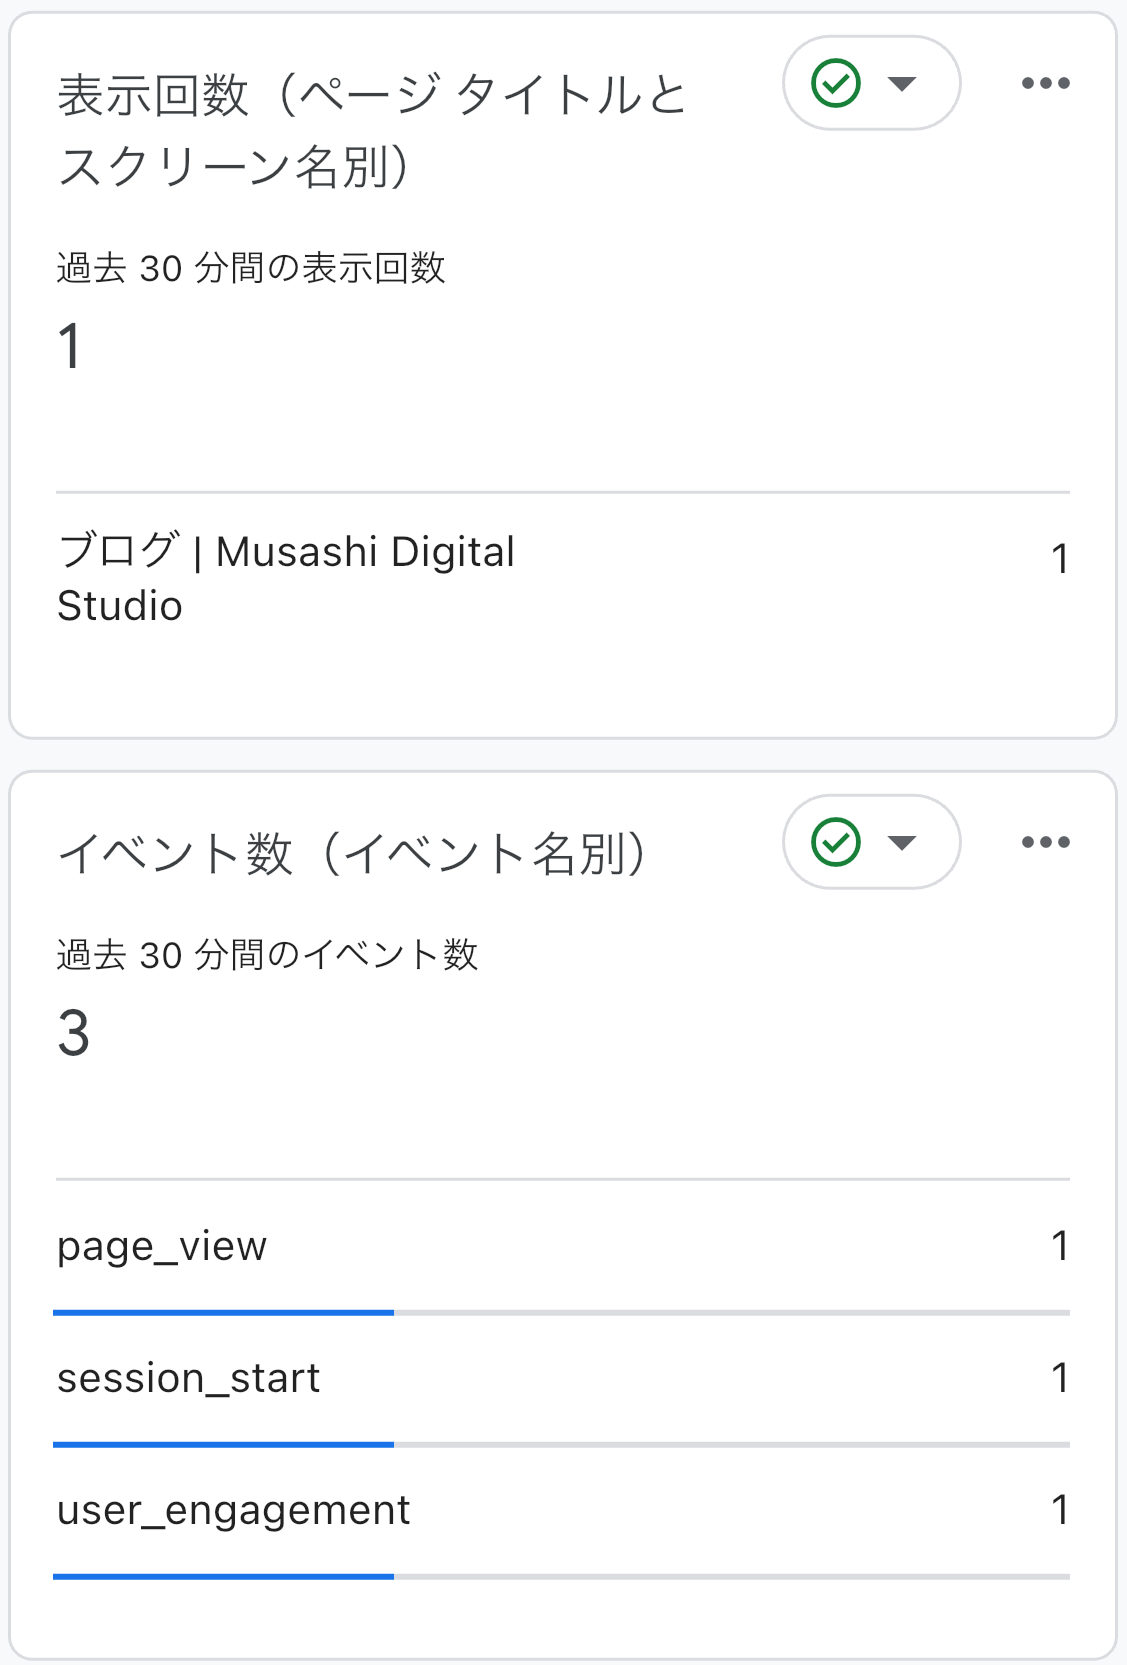 表示回数（ページ タイトルと
スクリーン名別）
過去 30 分間の表示回数
1
ブログ | Musashi Digital
Studio
1
イベント数（イベント名別）
過去 30 分間のイベント数
3
page_view 1
session_start 1
user_engagement 1